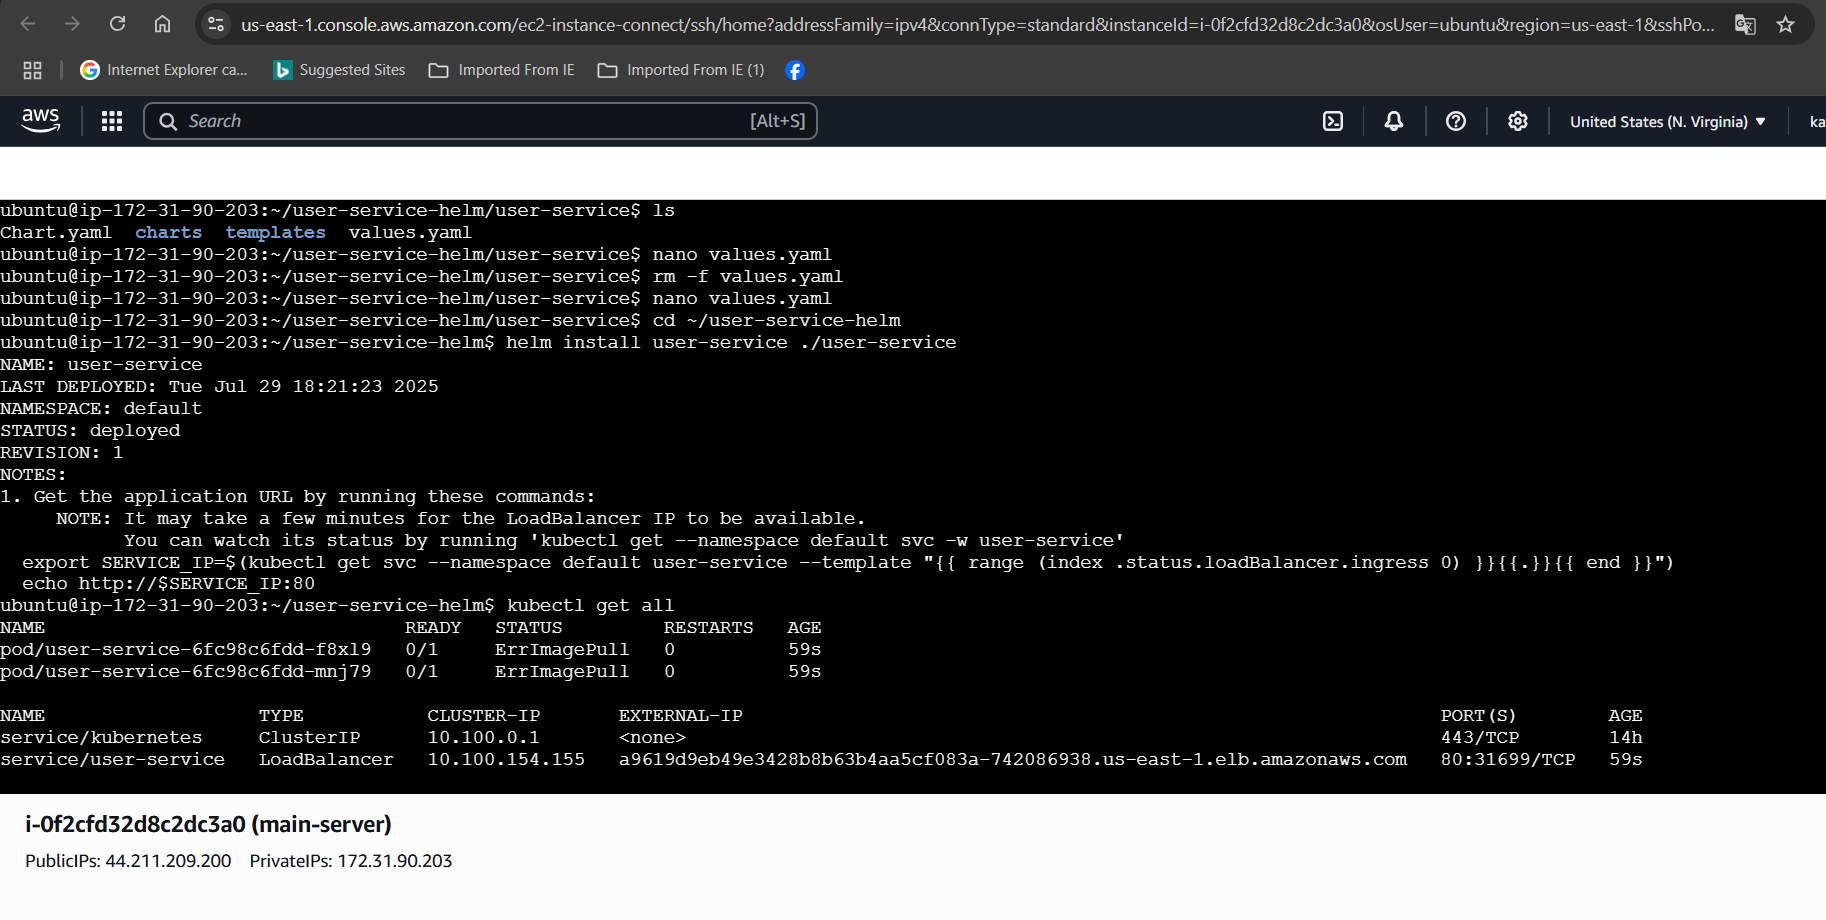 us-east-1.console.aws.amazon.com/ec2-instance-connect/ssh/home?addressFamily=ipv4&connType=standard&instanceId=i-0f2cfd32d8c2dc3a0&osUser=ubuntu&region=us-east-1&sshPo...
Internet Explorer ca... Suggested Sites Imported From IE Imported From IE (1)
aws Search [Alt+S] United States (N. Virginia) ka
ubuntu@ip-172-31-90-203:~/user-service-helm/user-service$ ls
Chart.yaml charts templates values.yaml
ubuntu@ip-172-31-90-203:~/user-service-helm/user-service$ nano values.yaml
ubuntu@ip-172-31-90-203:~/user-service-helm/user-service$ rm -f values.yaml
ubuntu@ip-172-31-90-203:~/user-service-helm/user-service$ nano values.yaml
ubuntu@ip-172-31-90-203:~/user-service-helm/user-service$ cd ~/user-service-helm
ubuntu@ip-172-31-90-203:~/user-service-helm$ helm install user-service ./user-service
NAME: user-service
LAST DEPLOYED: Tue Jul 29 18:21:23 2025
NAMESPACE: default
STATUS: deployed
REVISION: 1
NOTES:
1. Get the application URL by running these commands:
NOTE: It may take a few minutes for the LoadBalancer IP to be available.
You can watch its status by running 'kubectl get --namespace default svc -w user-service'
export SERVICE_IP=$(kubectl get svc --namespace default user-service --template "{{ range (index .status.loadBalancer.ingress 0) }}{{.}}{{ end }}")
echo http://$SERVICE_IP:80
ubuntu@ip-172-31-90-203:~/user-service-helm$ kubectl get all
NAME READY STATUS RESTARTS AGE
pod/user-service-6fc98c6fdd-f8xl9 0/1 ErrImagePull 0 59s
pod/user-service-6fc98c6fdd-mnj79 0/1 ErrImagePull 0 59s
NAME TYPE CLUSTER-IP EXTERNAL-IP PORT(S) AGE
service/kubernetes ClusterIP 10.100.0.1 <none> 443/TCP 14h
service/user-service LoadBalancer 10.100.154.155 a9619d9eb49e3428b8b63b4aa5cf083a-742086938.us-east-1.elb.amazonaws.com 80:31699/TCP 59s
i-0f2cfd32d8c2dc3a0 (main-server)
PublicIPs: 44.211.209.200 PrivateIPs: 172.31.90.203